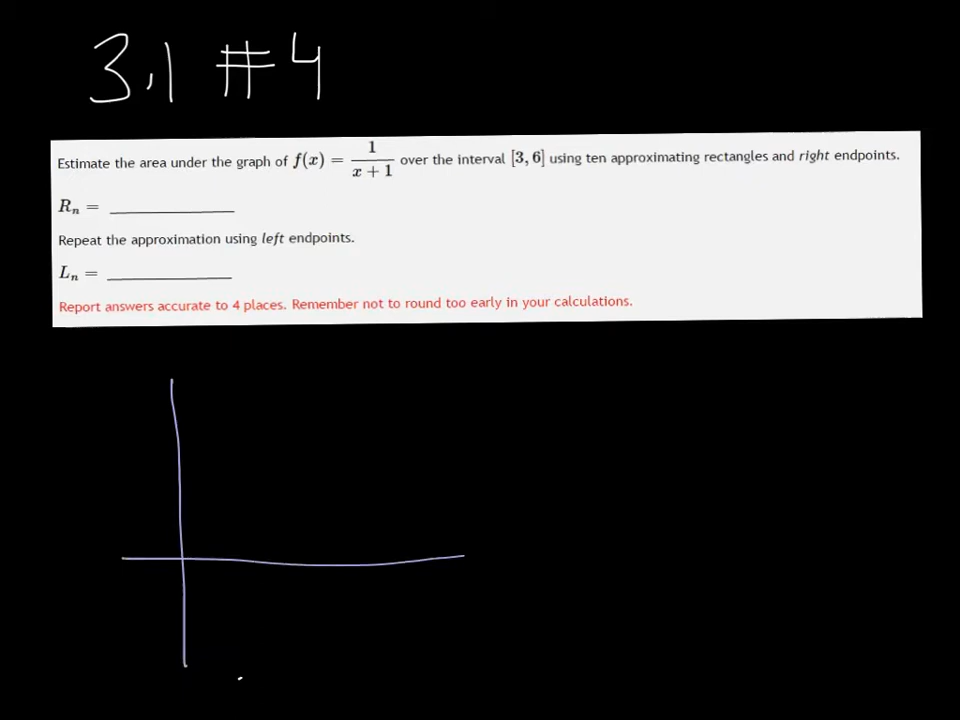 3.1 #4
Estimate the area under the graph of f(x) = 1/(x + 1) over the interval [3, 6] using ten approximating rectangles and right endpoints.
Rₙ = __________
Repeat the approximation using left endpoints.
Lₙ = __________
Report answers accurate to 4 places. Remember not to round too early in your calculations.